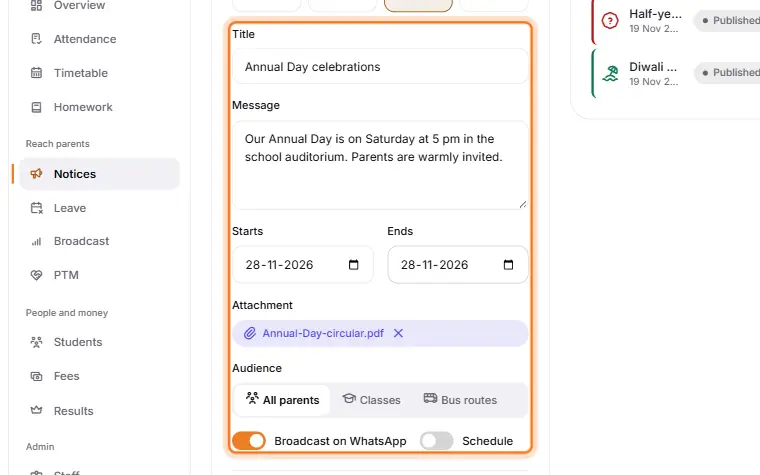 Overview
Attendance
Timetable
Homework
Reach parents
Notices
Leave
Broadcast
PTM
People and money
Students
Fees
Results
Admin
Staff
Title
Annual Day celebrations
Message
Our Annual Day is on Saturday at 5 pm in the
school auditorium. Parents are warmly invited.
Starts
Ends
28-11-2026
28-11-2026
Attachment
Annual-Day-circular.pdf
Audience
All parents
Classes
Bus routes
Broadcast on WhatsApp
Schedule
Half-ye...
19 Nov 2...
Published
Diwali ...
19 Nov 2...
Published